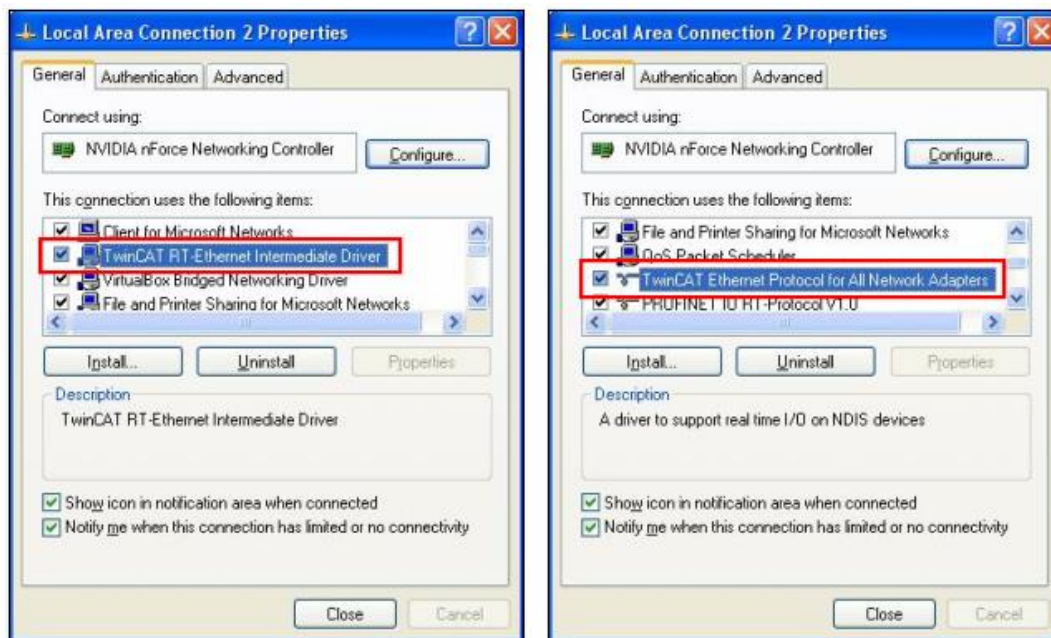 Local Area Connection 2 Properties
General Authentication Advanced
Connect using:
NVIDIA nForce Networking Controller
Configure...
This connection uses the following items:
Client for Microsoft Networks
TwinCAT RT-Ethernet Intermediate Driver
VirtualBox Bridged Networking Driver
File and Printer Sharing for Microsoft Networks
Install... Uninstall Properties
Description
TwinCAT RT-Ethernet Intermediate Driver
Show icon in notification area when connected
Notify me when this connection has limited or no connectivity
Close Cancel
Local Area Connection 2 Properties
General Authentication Advanced
Connect using:
NVIDIA nForce Networking Controller
Configure...
This connection uses the following items:
File and Printer Sharing for Microsoft Networks
QoS Packet Scheduler
TwinCAT Ethernet Protocol for All Network Adapters
PROFINET IO RT-Protocol V1.0
Install... Uninstall Properties
Description
A driver to support real time I/O on NDIS devices
Show icon in notification area when connected
Notify me when this connection has limited or no connectivity
Close Cancel